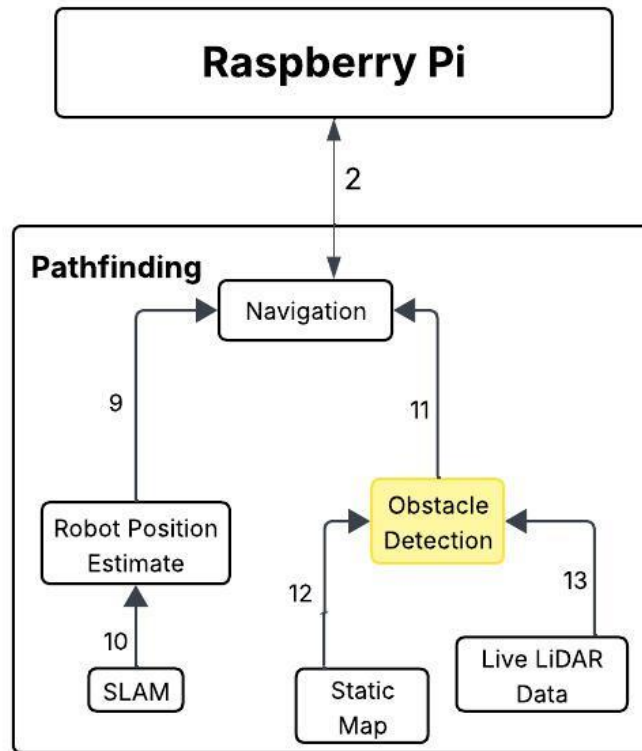 Raspberry Pi
2
Pathfinding
Navigation
9
11
Obstacle
Detection
Robot Position
Estimate
12
13
10
SLAM
Static
Map
Live LiDAR
Data